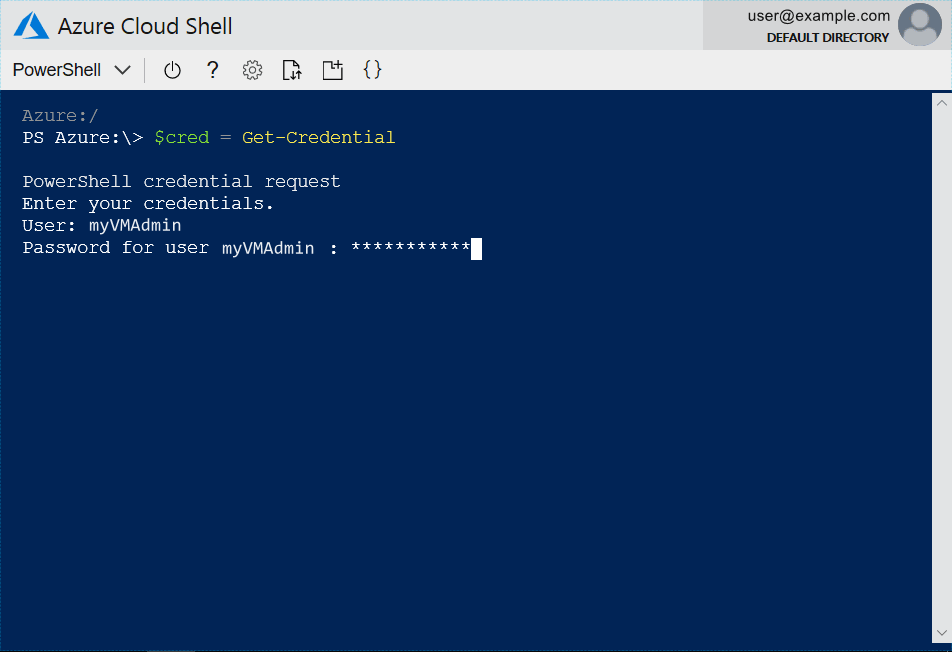 Azure Cloud Shell
user@example.com
DEFAULT DIRECTORY
PowerShell ? { }
Azure:/
PS Azure:\> $cred = Get-Credential
PowerShell credential request
Enter your credentials.
User: myVMAdmin
Password for user myVMAdmin : ***********